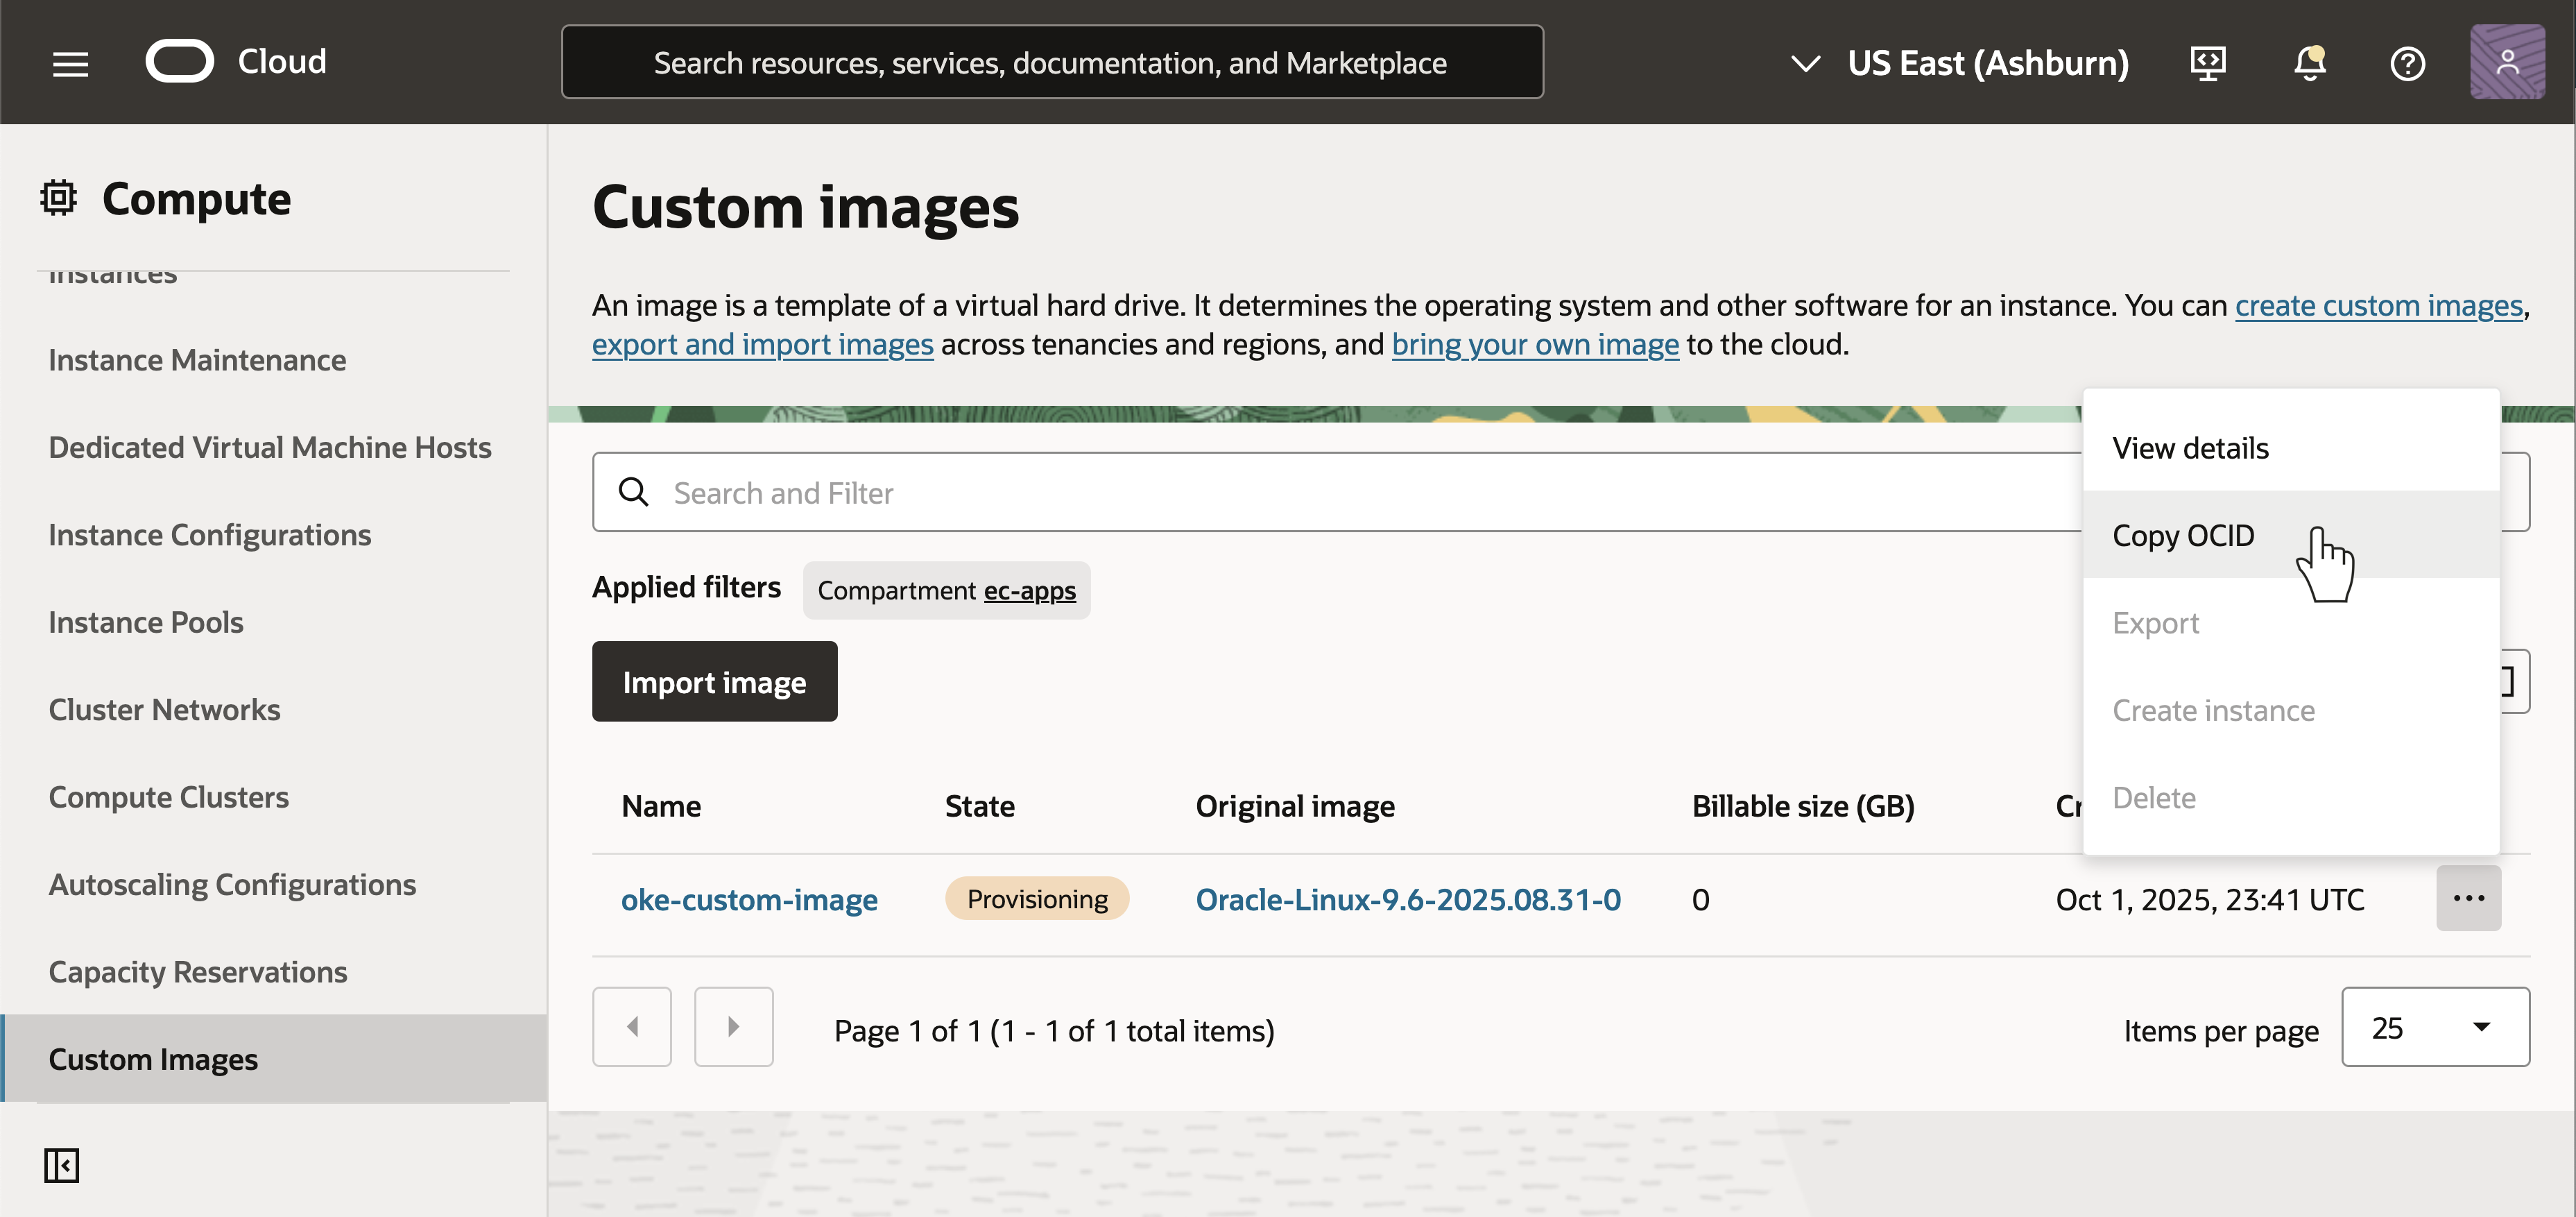 Cloud
Search resources, services, documentation, and Marketplace
US East (Ashburn)
Compute
Instances
Instance Maintenance
Dedicated Virtual Machine Hosts
Instance Configurations
Instance Pools
Cluster Networks
Compute Clusters
Autoscaling Configurations
Capacity Reservations
Custom Images
Custom images
An image is a template of a virtual hard drive. It determines the operating system and other software for an instance. You can create custom images,
export and import images across tenancies and regions, and bring your own image to the cloud.
Search and Filter
Applied filters Compartment ec-apps
Import image
View details
Copy OCID
Export
Create instance
Delete
Name State Original image Billable size (GB) Cr
oke-custom-image Provisioning Oracle-Linux-9.6-2025.08.31-0 0 Oct 1, 2025, 23:41 UTC
Page 1 of 1 (1 - 1 of 1 total items)
Items per page 25